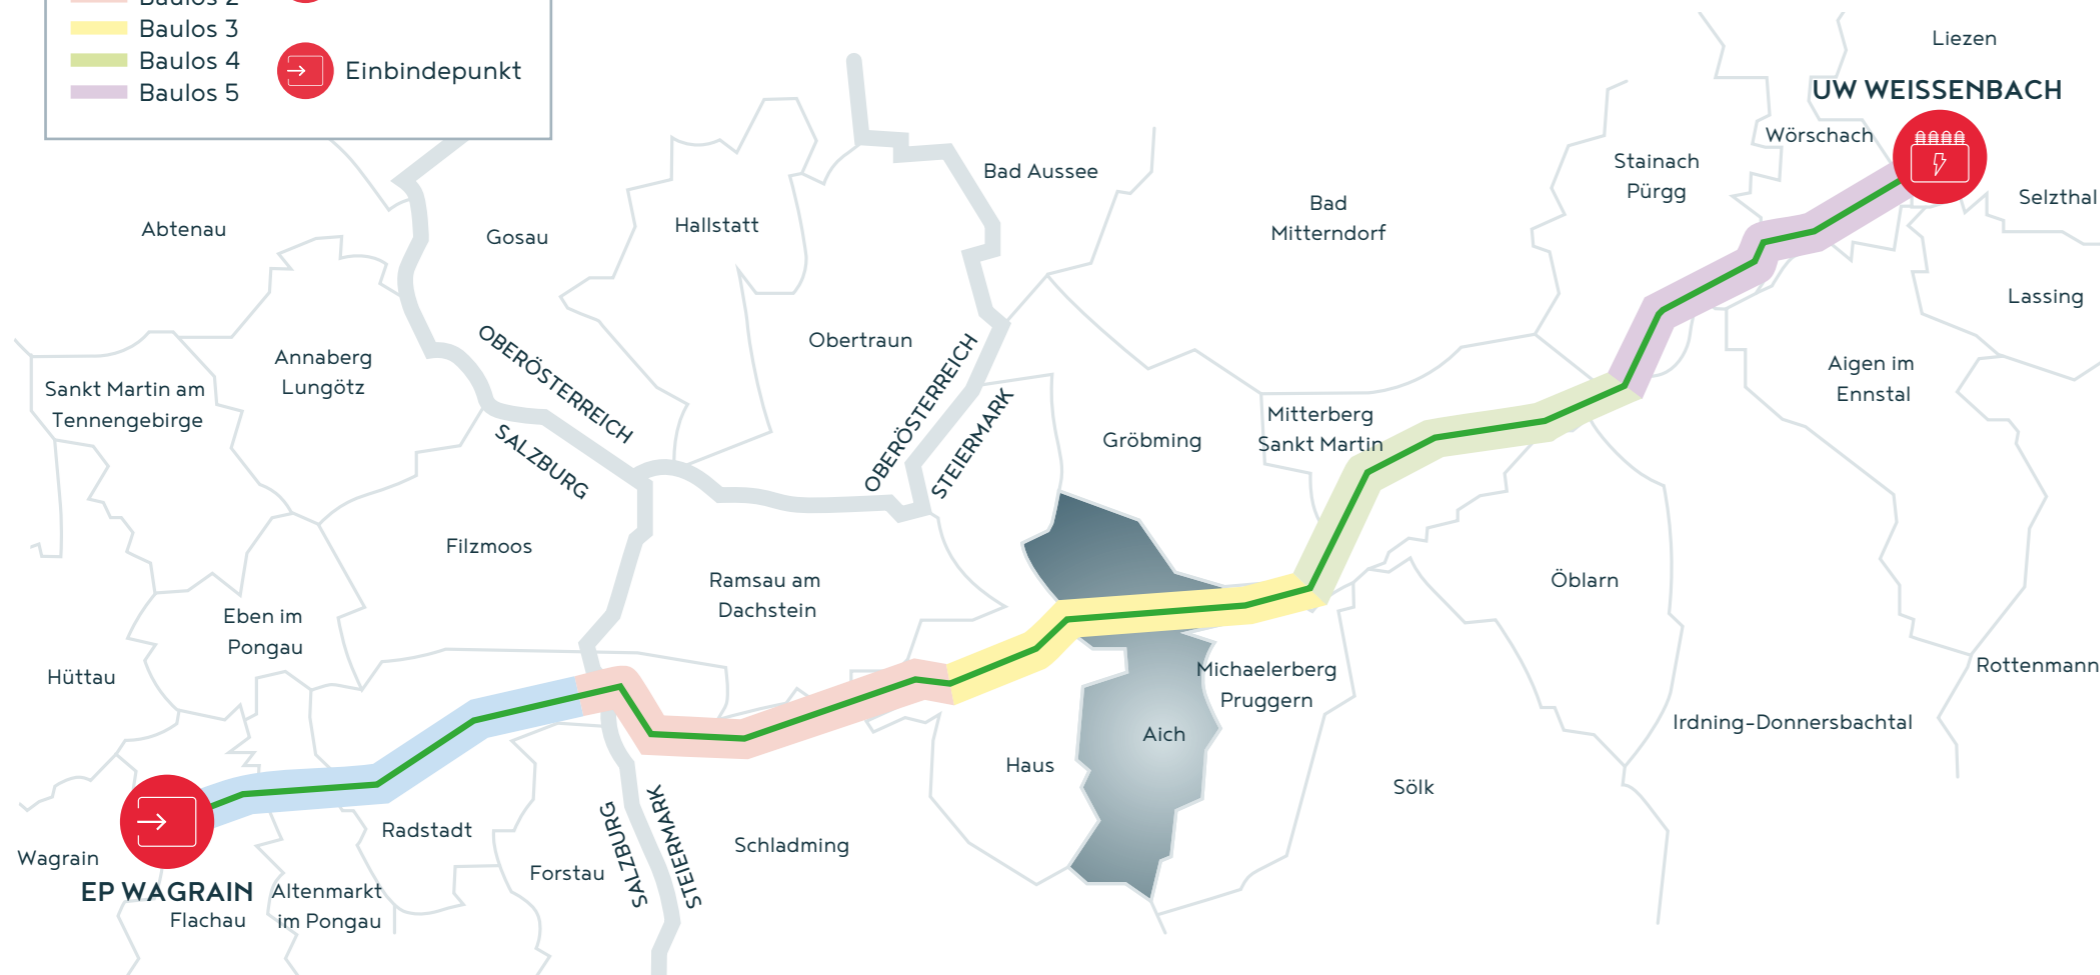 Baulos 2
Baulos 3
Baulos 4
Baulos 5
Einbindepunkt
Liezen
UW WEISSENBACH
Wörschach
Stainach
Pürgg
Selzthal
Bad Aussee
Bad
Mitterndorf
Abtenau
Gosau
Hallstatt
Lassing
Obertraun
OBERÖSTERREICH
SALZBURG
OBERÖSTERREICH
STEIERMARK
Annaberg
Lungötz
Sankt Martin am
Tennengebirge
Aigen im
Ennstal
Gröbming
Mitterberg
Sankt Martin
Filzmoos
Ramsau am
Dachstein
Öblarn
Eben im
Pongau
Hüttau
Michaelerberg
Pruggern
Rottenmann
Irdning-Donnersbachtal
Aich
Haus
Sölk
Radstadt
Schladming
SALZBURG
STEIERMARK
Wagrain
Forstau
EP WAGRAIN
Flachau
Altenmarkt
im Pongau